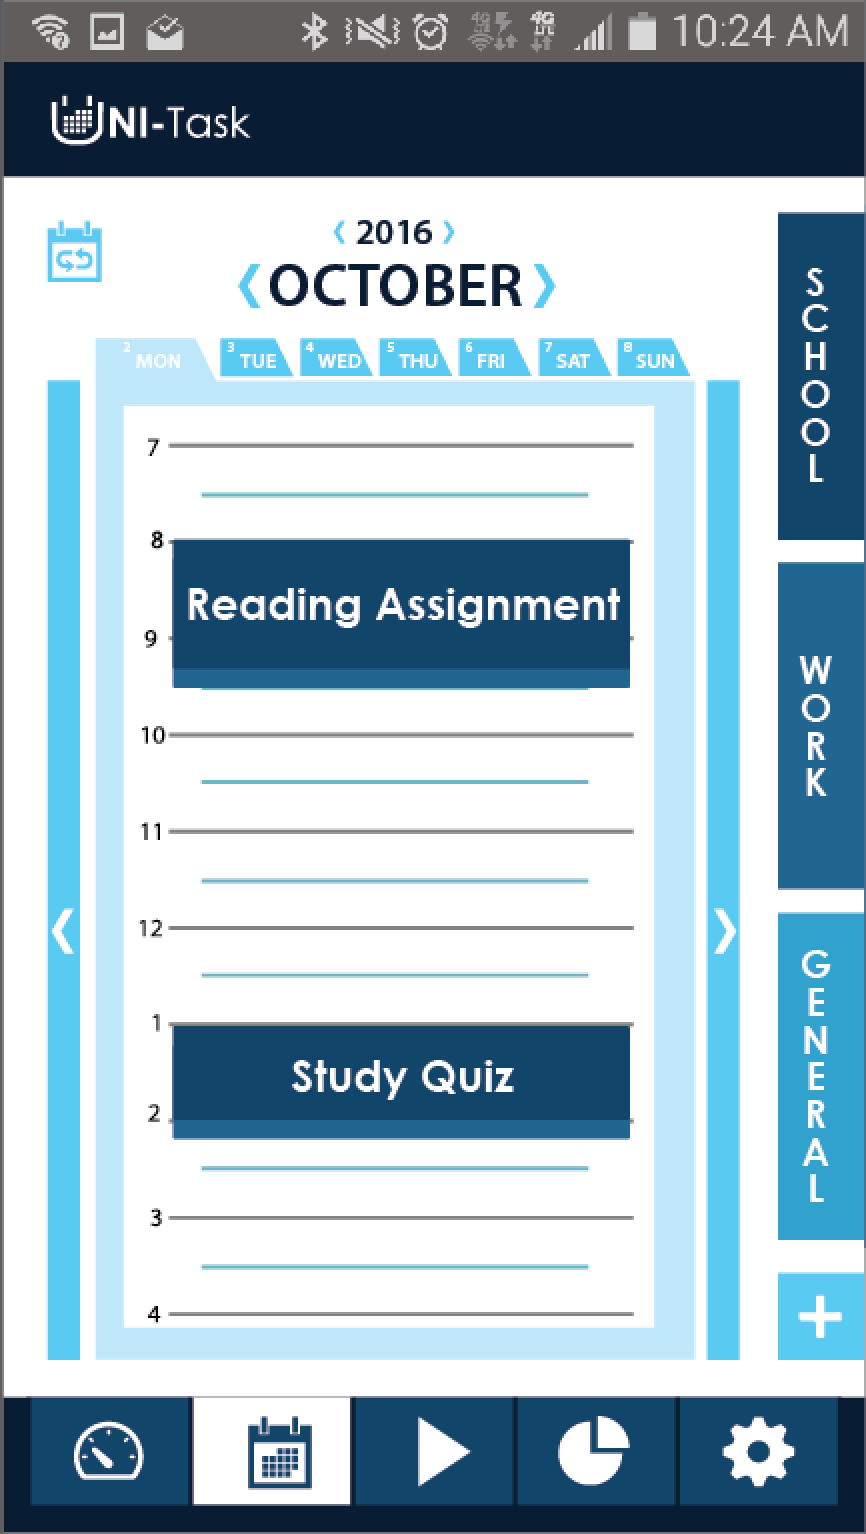 10:24 AM
UNI-Task
2016
OCTOBER
2 MON 3 TUE 4 WED 5 THU 6 FRI 7 SAT 8 SUN
7
8
Reading Assignment
9
10
11
12
1
Study Quiz
2
3
4
SCHOOL
WORK
GENERAL
+